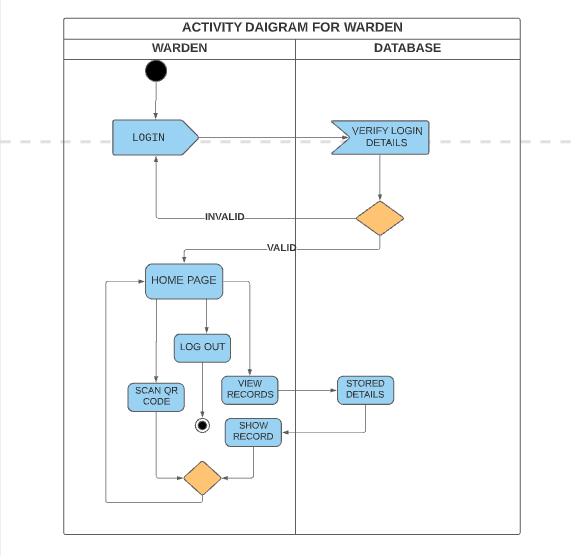 ACTIVITY DAIGRAM FOR WARDEN
WARDEN
DATABASE
LOGIN
VERIFY LOGIN
DETAILS
INVALID
VALID
HOME PAGE
LOG OUT
SCAN QR
CODE
VIEW
RECORDS
STORED
DETAILS
SHOW
RECORD